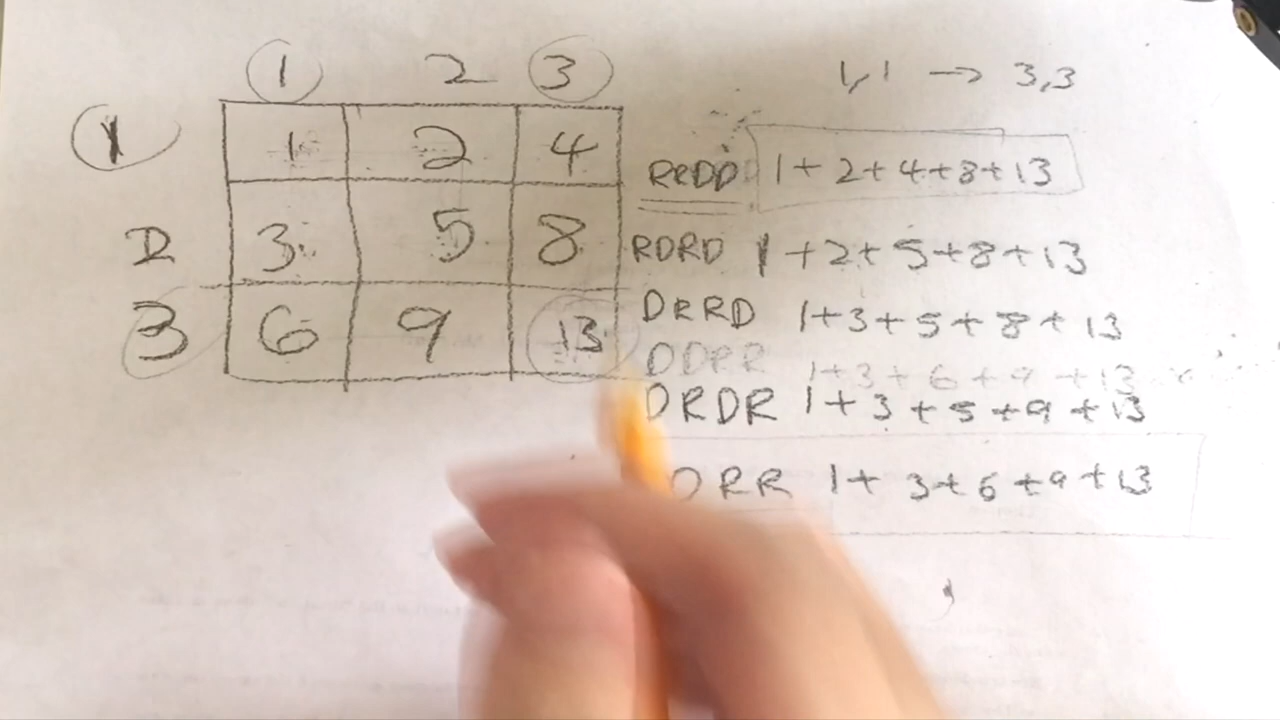 1 2 3
1,1 → 3,3
1 1 2 4
RRDD 1+2+4+8+13
2 3 5 8
RDRD 1+2+5+8+13
3 6 9 13
DRRD 1+3+5+8+13
DDRR 1+3+6+9+13
DRDR 1+3+5+9+13
DRR 1+3+6+9+13